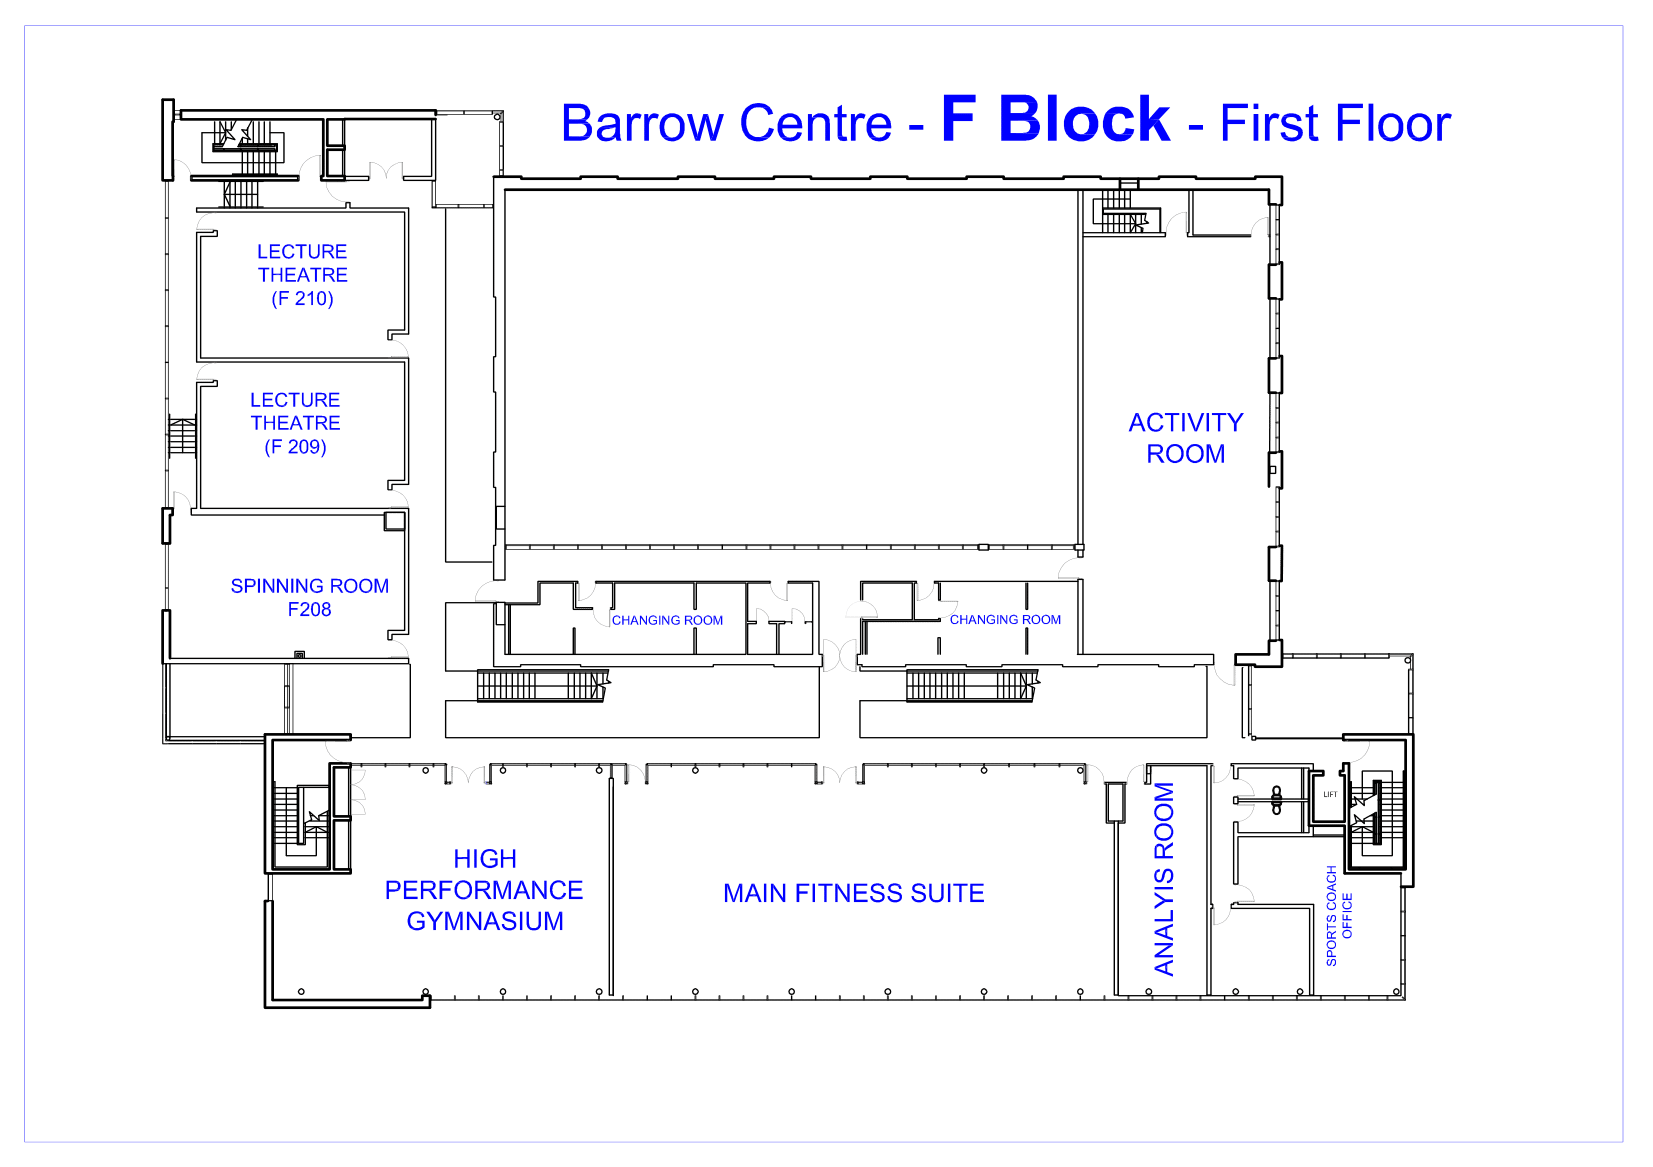 Barrow Centre - F Block - First Floor
LECTURE
THEATRE
(F 210)
LECTURE
THEATRE
(F 209)
ACTIVITY
ROOM
SPINNING ROOM
F208
CHANGING ROOM
CHANGING ROOM
HIGH
PERFORMANCE
GYMNASIUM
MAIN FITNESS SUITE
ANALYIS ROOM
LIFT
SPORTS COACH
OFFICE